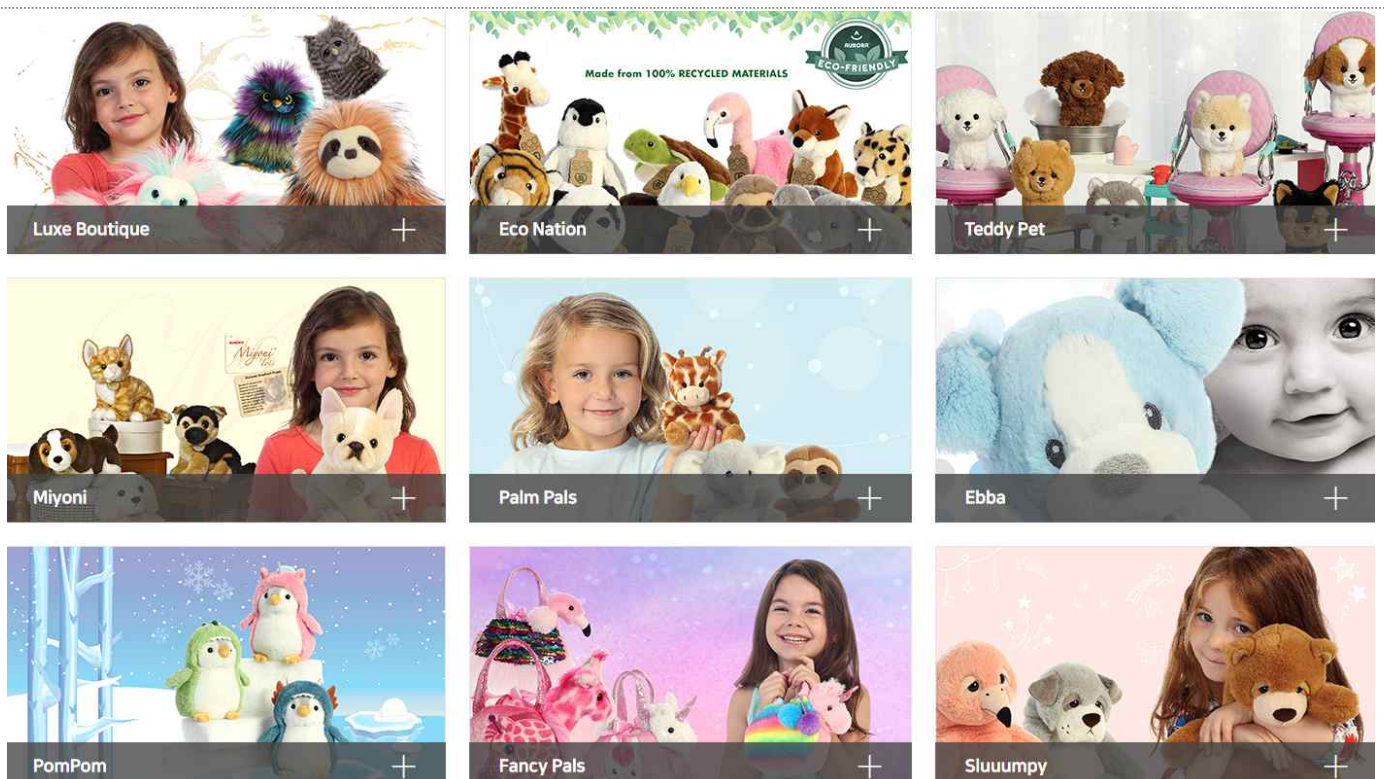 Luxe Boutique
Made from 100% RECYCLED MATERIALS
AURORA
ECO-FRIENDLY
Eco Nation
Teddy Pet
Miyoni
Miyoni
Palm Pals
Ebba
PomPom
Fancy Pals
Sluuumpy